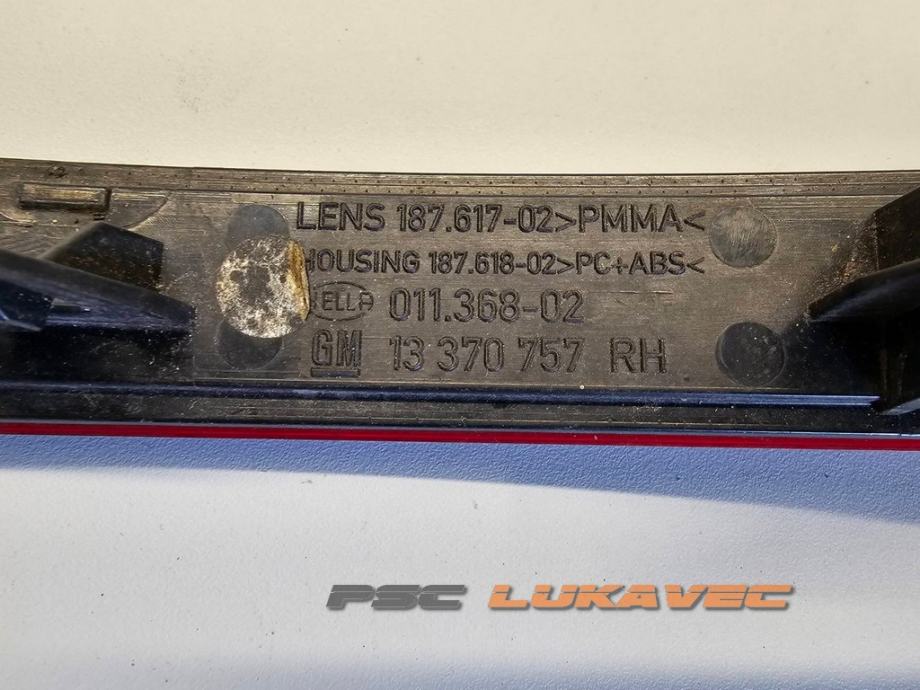 LENS 187.617-02>PMMA<
HOUSING 187.618-02>PC+ABS<
HELLA 011.368-02
GM 13 370 757 RH
PSC LUKAVEC